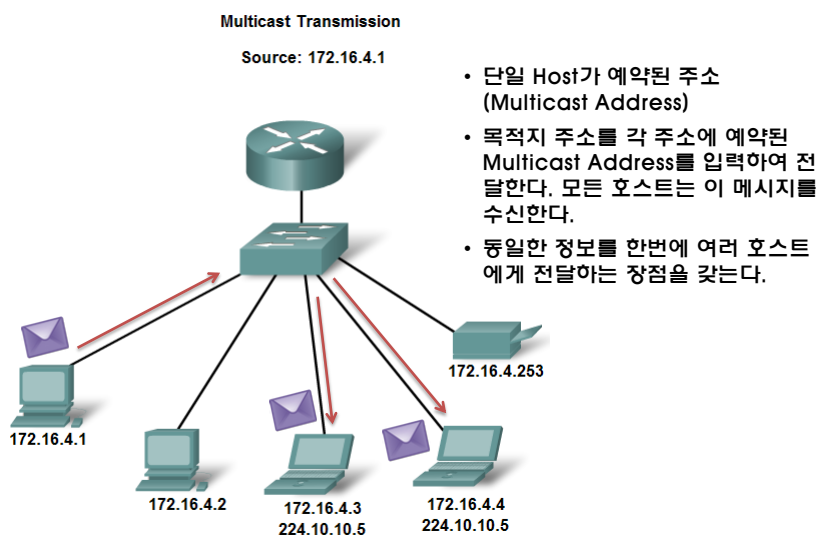 Multicast Transmission
Source: 172.16.4.1
• 단일 Host가 예약된 주소
(Multicast Address)
• 목적지 주소를 각 주소에 예약된
Multicast Address를 입력하여 전
달한다. 모든 호스트는 이 메시지를
수신한다.
• 동일한 정보를 한번에 여러 호스트
에게 전달하는 장점을 갖는다.
172.16.4.253
172.16.4.1
172.16.4.2
172.16.4.3
224.10.10.5
172.16.4.4
224.10.10.5